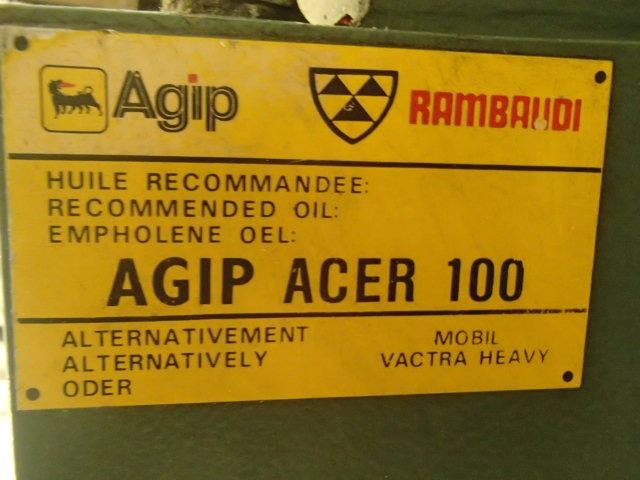 Agip RAMBAUDI
HUILE RECOMMANDEE:
RECOMMENDED OIL:
EMPHOLENE OEL:
AGIP ACER 100
ALTERNATIVEMENT
ALTERNATIVELY
ODER
MOBIL
VACTRA HEAVY